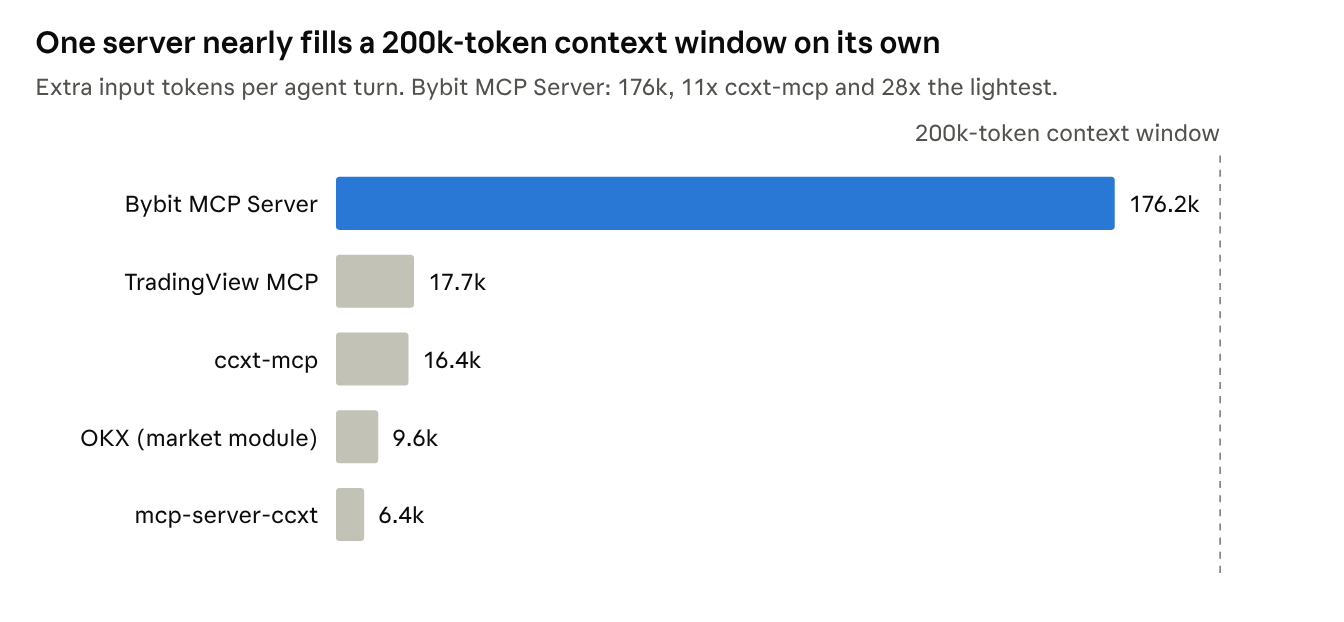 One server nearly fills a 200k-token context window on its own
Extra input tokens per agent turn. Bybit MCP Server: 176k, 11x ccxt-mcp and 28x the lightest.
200k-token context window
Bybit MCP Server 176.2k
TradingView MCP 17.7k
ccxt-mcp 16.4k
OKX (market module) 9.6k
mcp-server-ccxt 6.4k